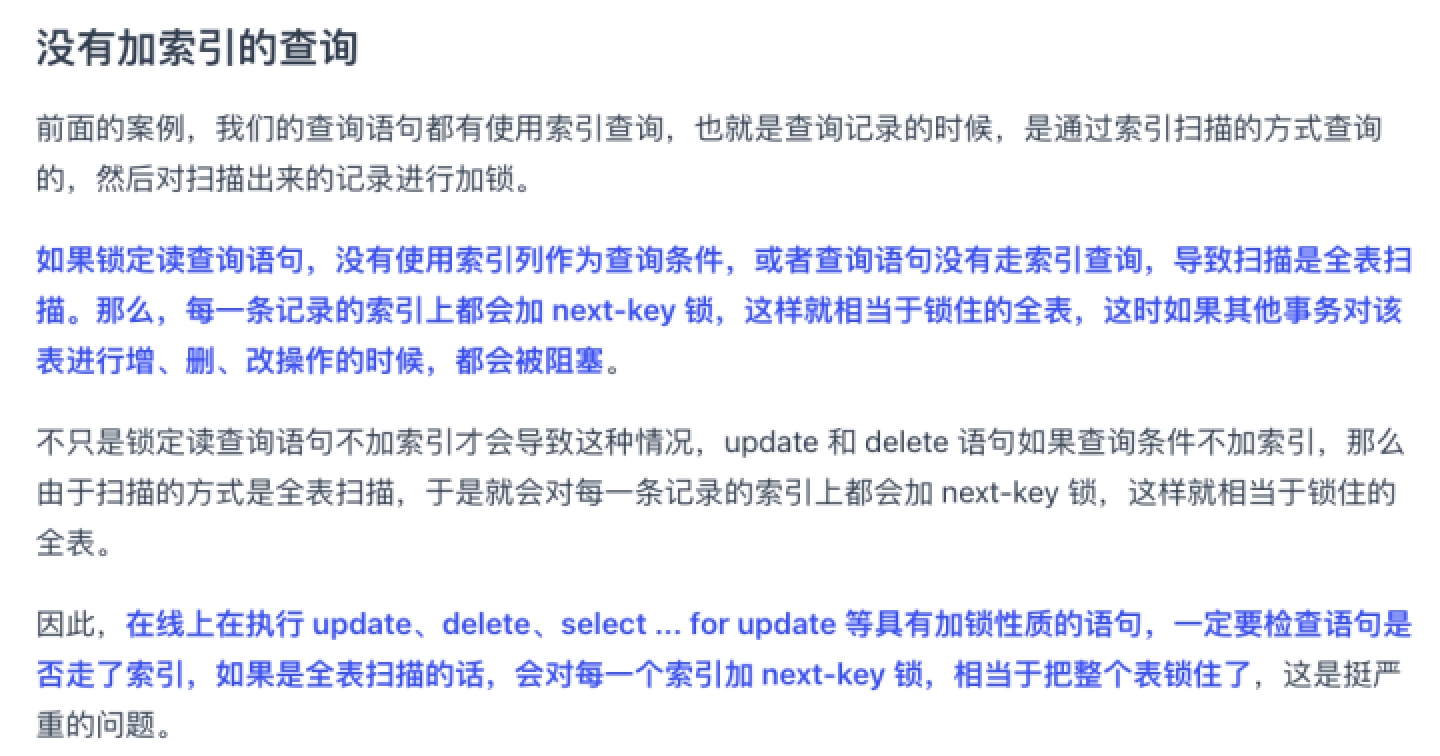 没有加索引的查询
前面的案例，我们的查询语句都有使用索引查询，也就是查询记录的时候，是通过索引扫描的方式查询
的，然后对扫描出来的记录进行加锁。
如果锁定读查询语句，没有使用索引列作为查询条件，或者查询语句没有走索引查询，导致扫描是全表扫
描。那么，每一条记录的索引上都会加 next-key 锁，这样就相当于锁住的全表，这时如果其他事务对该
表进行增、删、改操作的时候，都会被阻塞。
不只是锁定读查询语句不加索引才会导致这种情况，update 和 delete 语句如果查询条件不加索引，那么
由于扫描的方式是全表扫描，于是就会对每一条记录的索引上都会加 next-key 锁，这样就相当于锁住的
全表。
因此，在线上在执行 update、delete、select ... for update 等具有加锁性质的语句，一定要检查语句是
否走了索引，如果是全表扫描的话，会对每一个索引加 next-key 锁，相当于把整个表锁住了，这是挺严
重的问题。